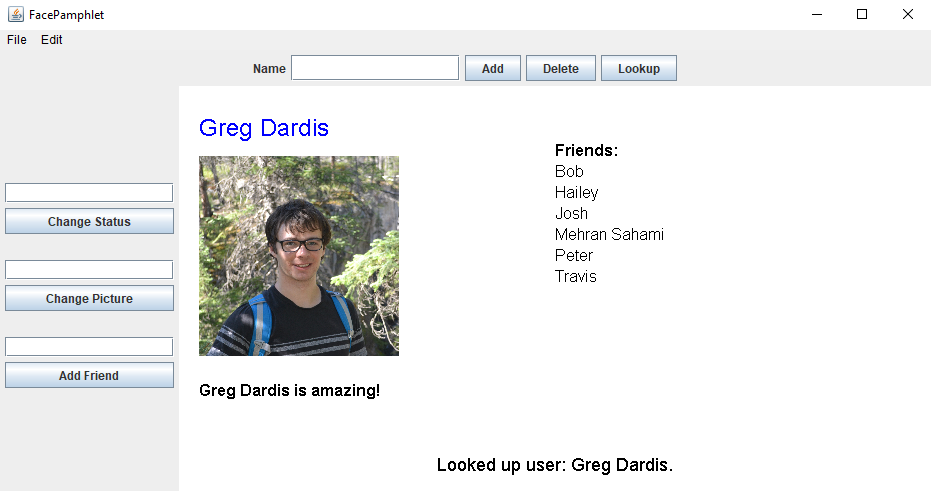 FacePamphlet
File Edit
Name Add Delete Lookup
Greg Dardis
Friends:
Bob
Hailey
Josh
Mehran Sahami
Peter
Travis
Change Status
Change Picture
Add Friend
Greg Dardis is amazing!
Looked up user: Greg Dardis.